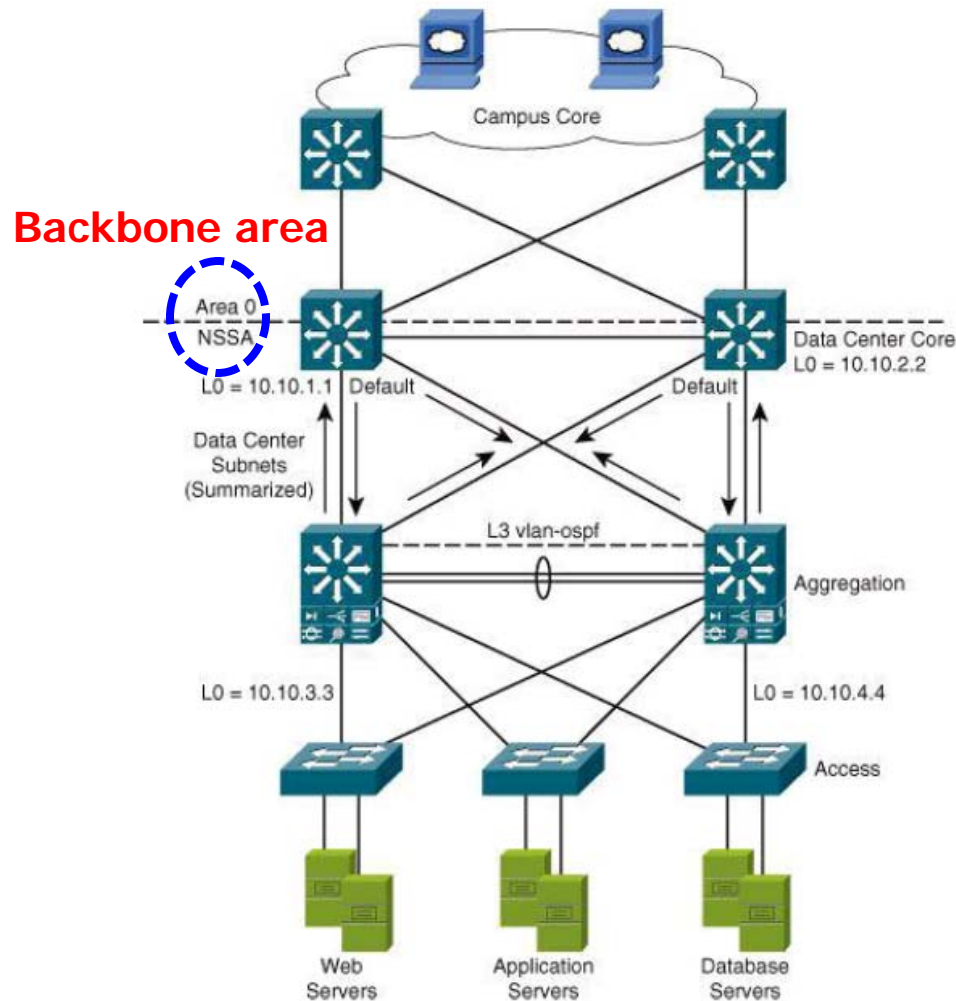 Campus Core
Backbone area
Area 0
NSSA
Data Center Core
L0 = 10.10.2.2
L0 = 10.10.1.1
Default
Default
Data Center
Subnets
(Summarized)
L3 vlan-ospf
Aggregation
L0 = 10.10.3.3
L0 = 10.10.4.4
Access
Web
Servers
Application
Servers
Database
Servers